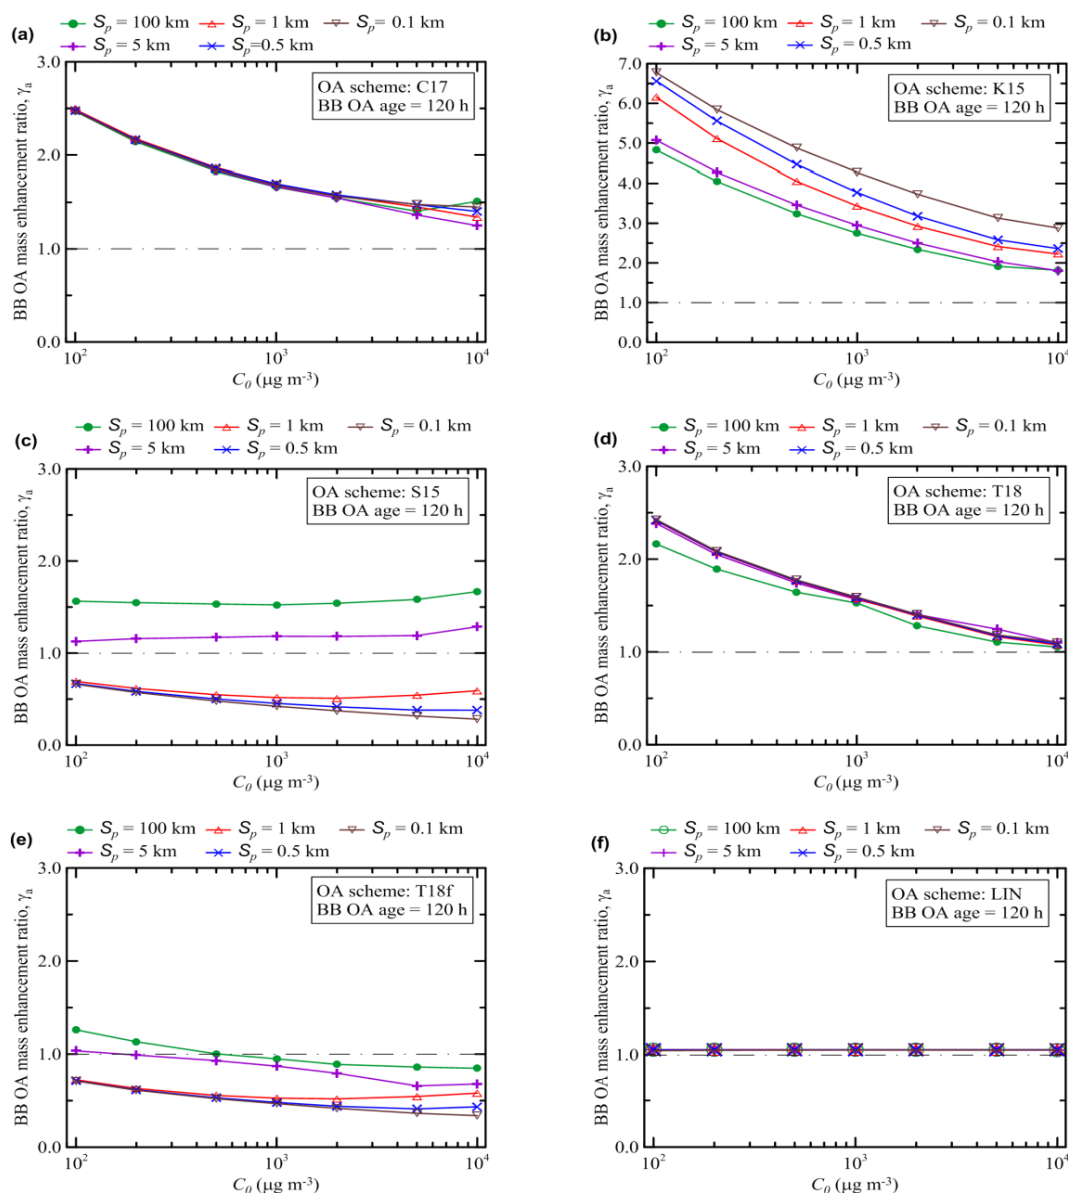 (a)
Sp = 100 km Sp = 1 km Sp = 0.1 km
Sp = 5 km Sp=0.5 km
OA scheme: C17
BB OA age = 120 h
BB OA mass enhancement ratio, γa
3.0
2.0
1.0
0.0
10² 10³ 10⁴
C0 (μg m-3)
(b)
Sp = 100 km Sp = 1 km Sp = 0.1 km
Sp = 5 km Sp = 0.5 km
OA scheme: K15
BB OA age = 120 h
BB OA mass enhancement ratio, γa
7.0
6.0
5.0
4.0
3.0
2.0
1.0
0.0
10² 10³ 10⁴
C0 (μg m-3)
(c)
Sp = 100 km Sp = 1 km Sp = 0.1 km
Sp = 5 km Sp = 0.5 km
OA scheme: S15
BB OA age = 120 h
BB OA mass enhancement ratio, γa
3.0
2.0
1.0
0.0
10² 10³ 10⁴
C0 (μg m-3)
(d)
Sp = 100 km Sp = 1 km Sp = 0.1 km
Sp = 5 km Sp = 0.5 km
OA scheme: T18
BB OA age = 120 h
BB OA mass enhancement ratio, γa
3.0
2.0
1.0
0.0
10² 10³ 10⁴
C0 (μg m-3)
(e)
Sp = 100 km Sp = 1 km Sp = 0.1 km
Sp = 5 km Sp = 0.5 km
OA scheme: T18f
BB OA age = 120 h
BB OA mass enhancement ratio, γa
3.0
2.0
1.0
0.0
10² 10³ 10⁴
C0 (μg m-3)
(f)
Sp = 100 km Sp = 1 km Sp = 0.1 km
Sp = 5 km Sp = 0.5 km
OA scheme: LIN
BB OA age = 120 h
BB OA mass enhancement ratio, γa
3.0
2.0
1.0
0.0
10² 10³ 10⁴
C0 (μg m-3)